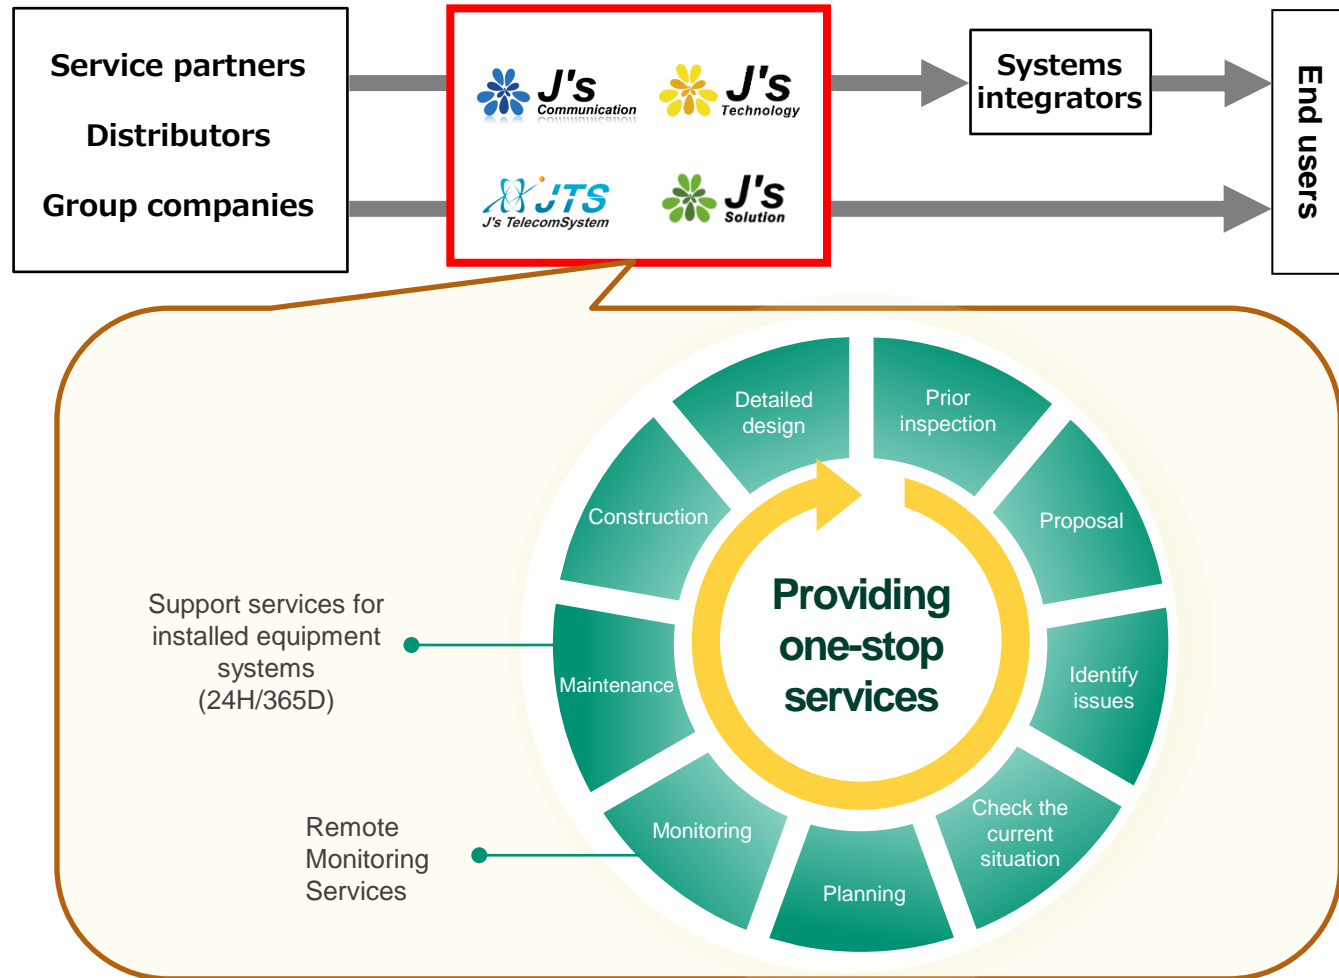 Service partners
Distributors
Group companies
J's
Communication
J's
Technology
JTS
J's TelecomSystem
J's
Solution
Systems
integrators
End users
Detailed
design
Prior
inspection
Construction
Proposal
Providing
one-stop
services
Support services for
installed equipment
systems
(24H/365D)
Maintenance
Identify
issues
Remote
Monitoring
Services
Monitoring
Check the
current
situation
Planning